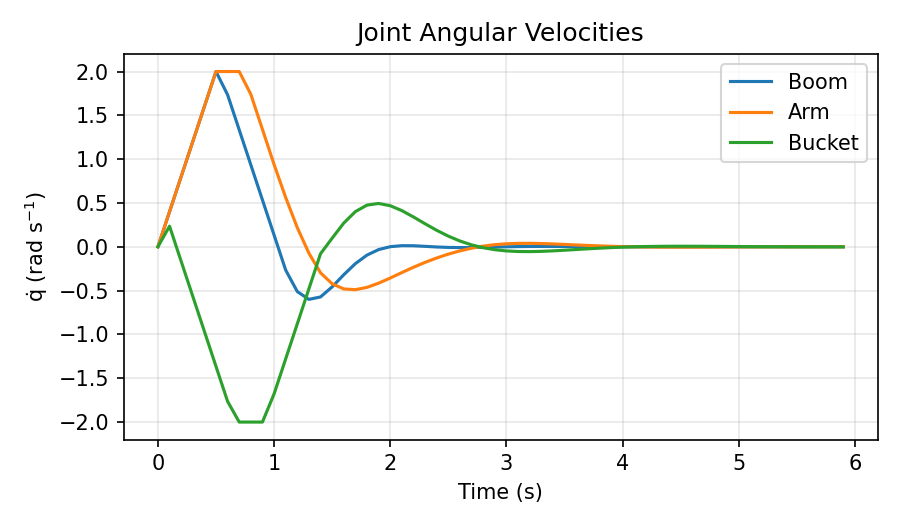 Joint Angular Velocities
q̇ (rad s⁻¹)
2.0
1.5
1.0
0.5
0.0
−0.5
−1.0
−1.5
−2.0
Boom
Arm
Bucket
0 1 2 3 4 5 6
Time (s)